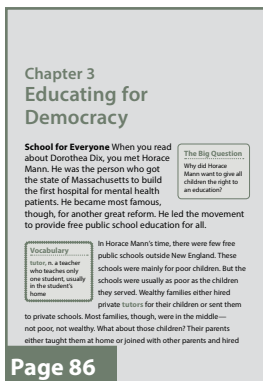 Chapter 3
Educating for
Democracy
School for Everyone When you read
about Dorothea Dix, you met Horace
Mann. He was the person who got
the state of Massachusetts to build
the first hospital for mental health
patients. He became most famous,
though, for another great reform. He led the movement
to provide free public school education for all.
The Big Question
Why did Horace
Mann want to give all
children the right to
an education?
Vocabulary
tutor, n. a teacher
who teaches only
one student, usually
in the student's
home
In Horace Mann's time, there were few free
public schools outside New England. These
schools were mainly for poor children. But the
schools were usually as poor as the children
they served. Wealthy families either hired
private tutors for their children or sent them
to private schools. Most families, though, were in the middle—
not poor, not wealthy. What about those children? Their parents
either taught them at home or joined with other parents and hired
Page 86